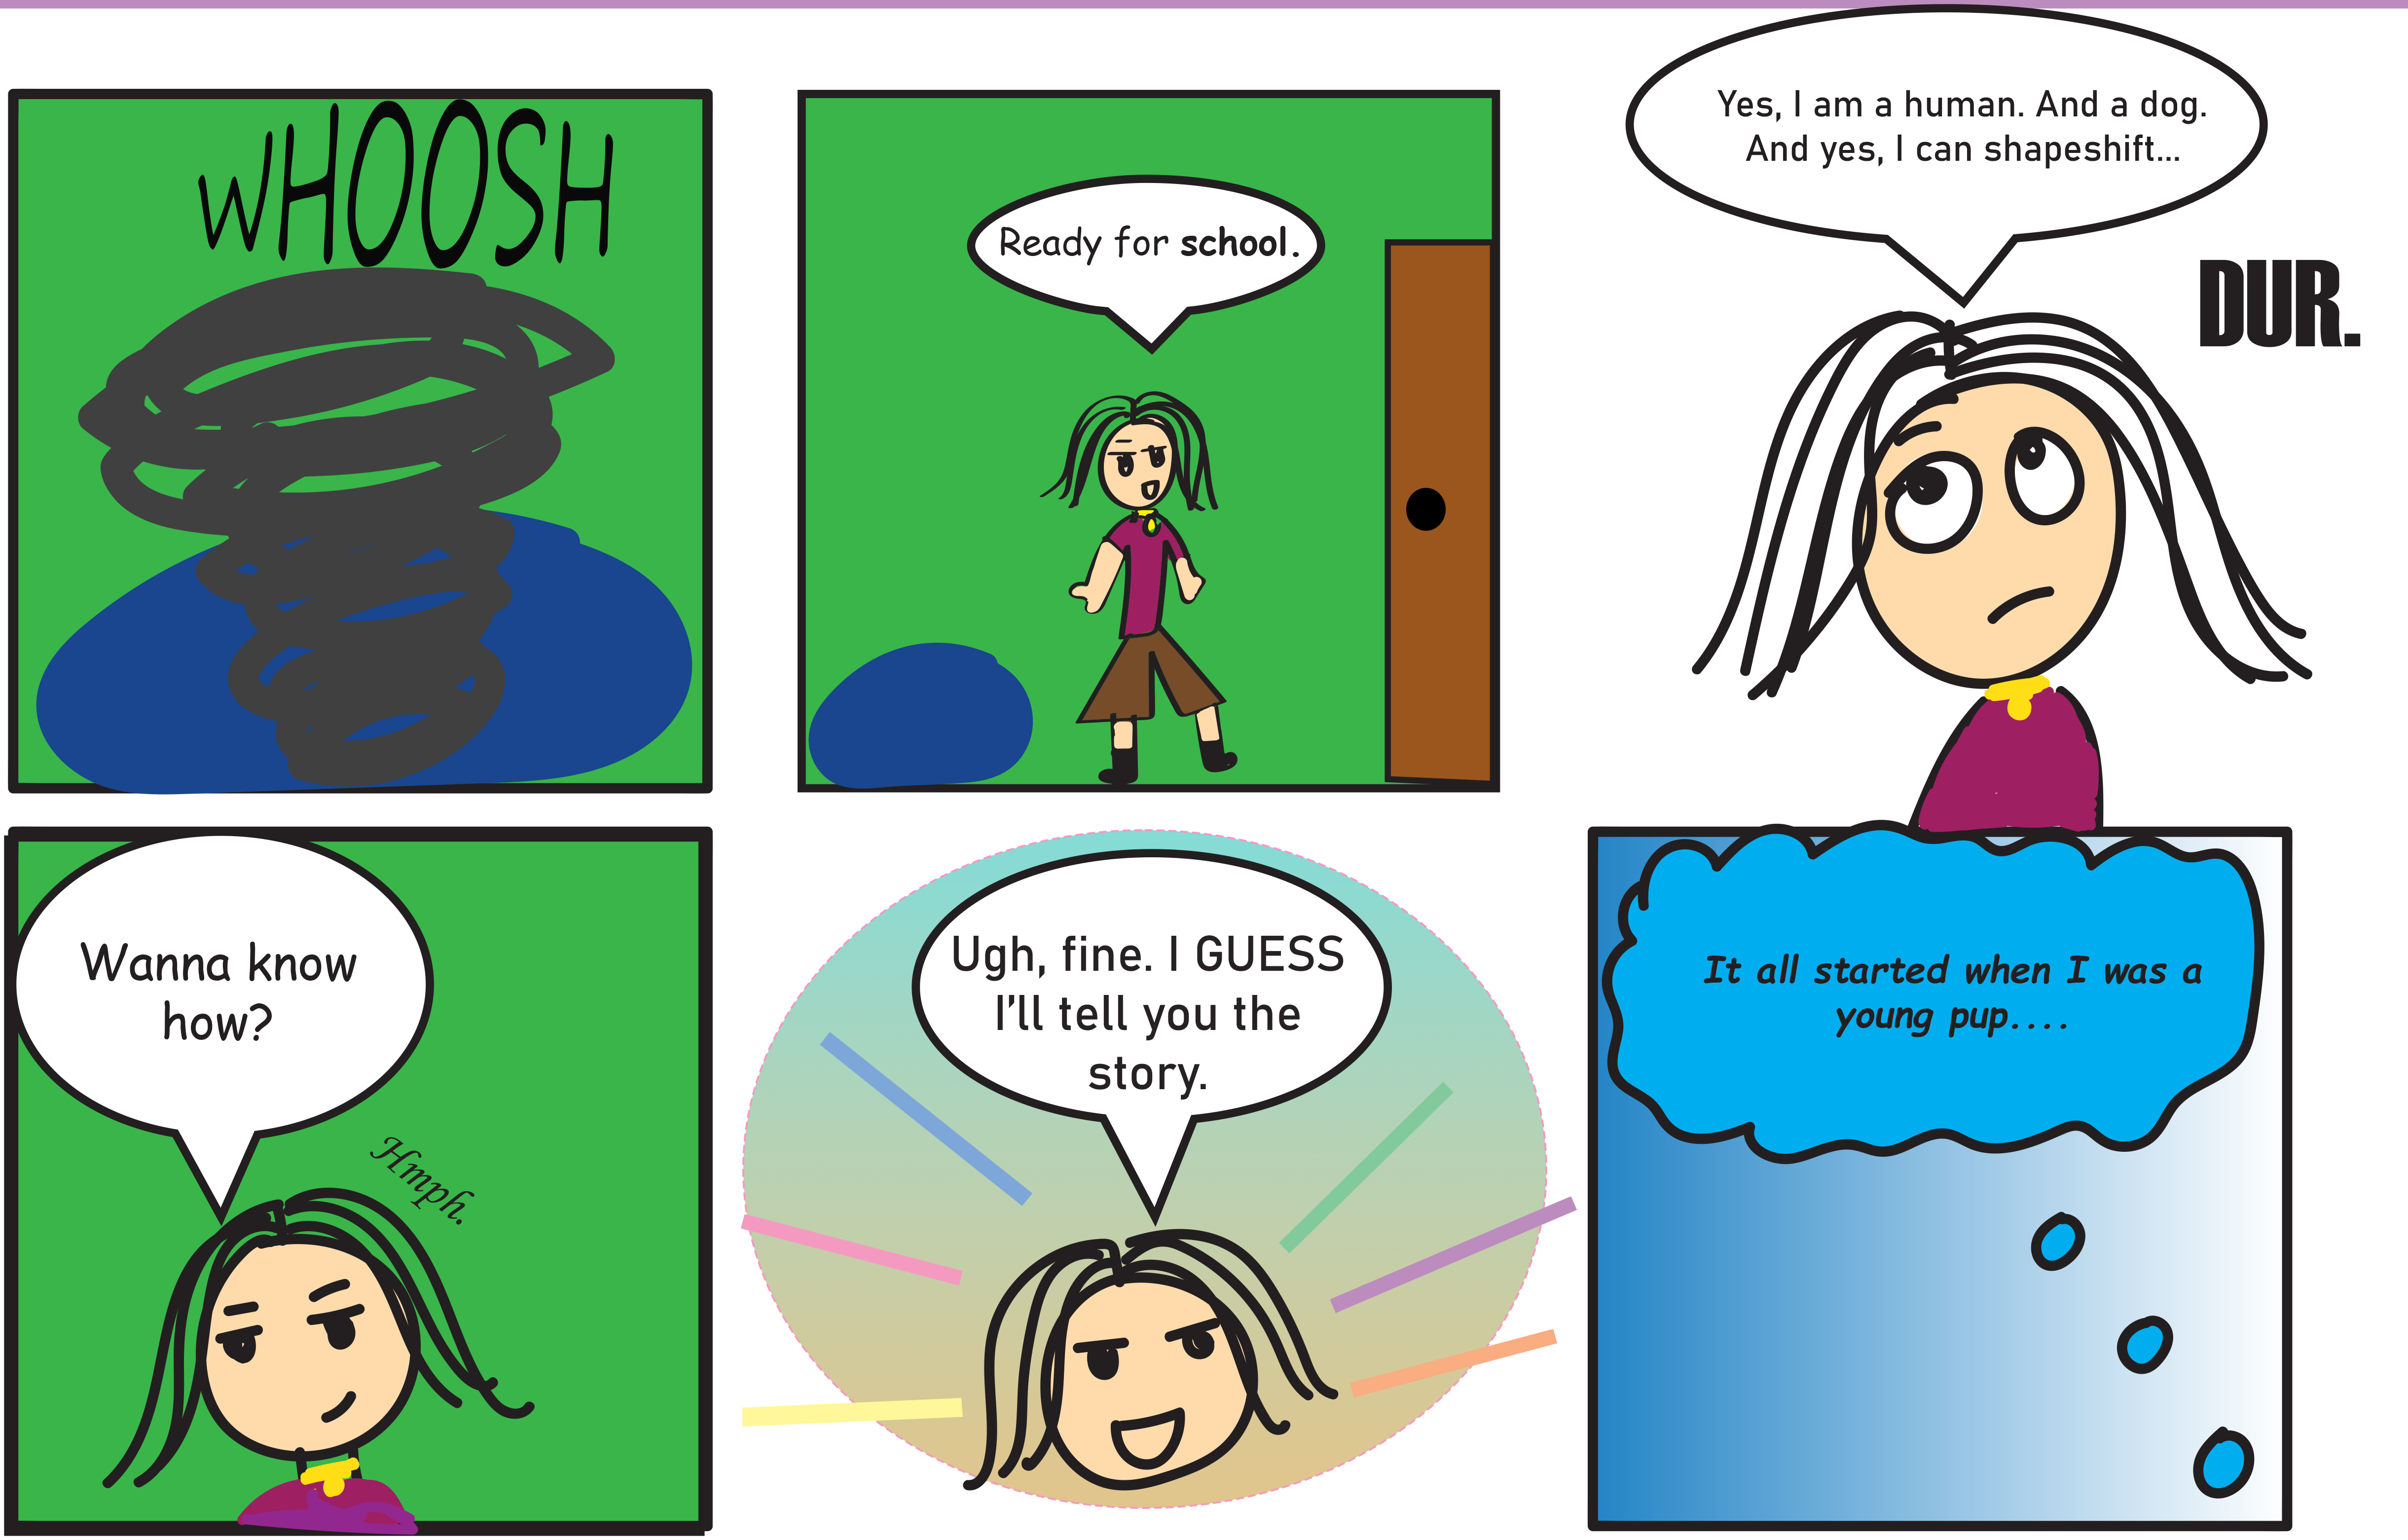 wHOOSH
Ready for school.
Yes, I am a human. And a dog.
And yes, I can shapeshift...
DUR.
Wanna know
how?
Hmph.
Ugh, fine. I GUESS
I'll tell you the
story.
It all started when I was a
young pup....